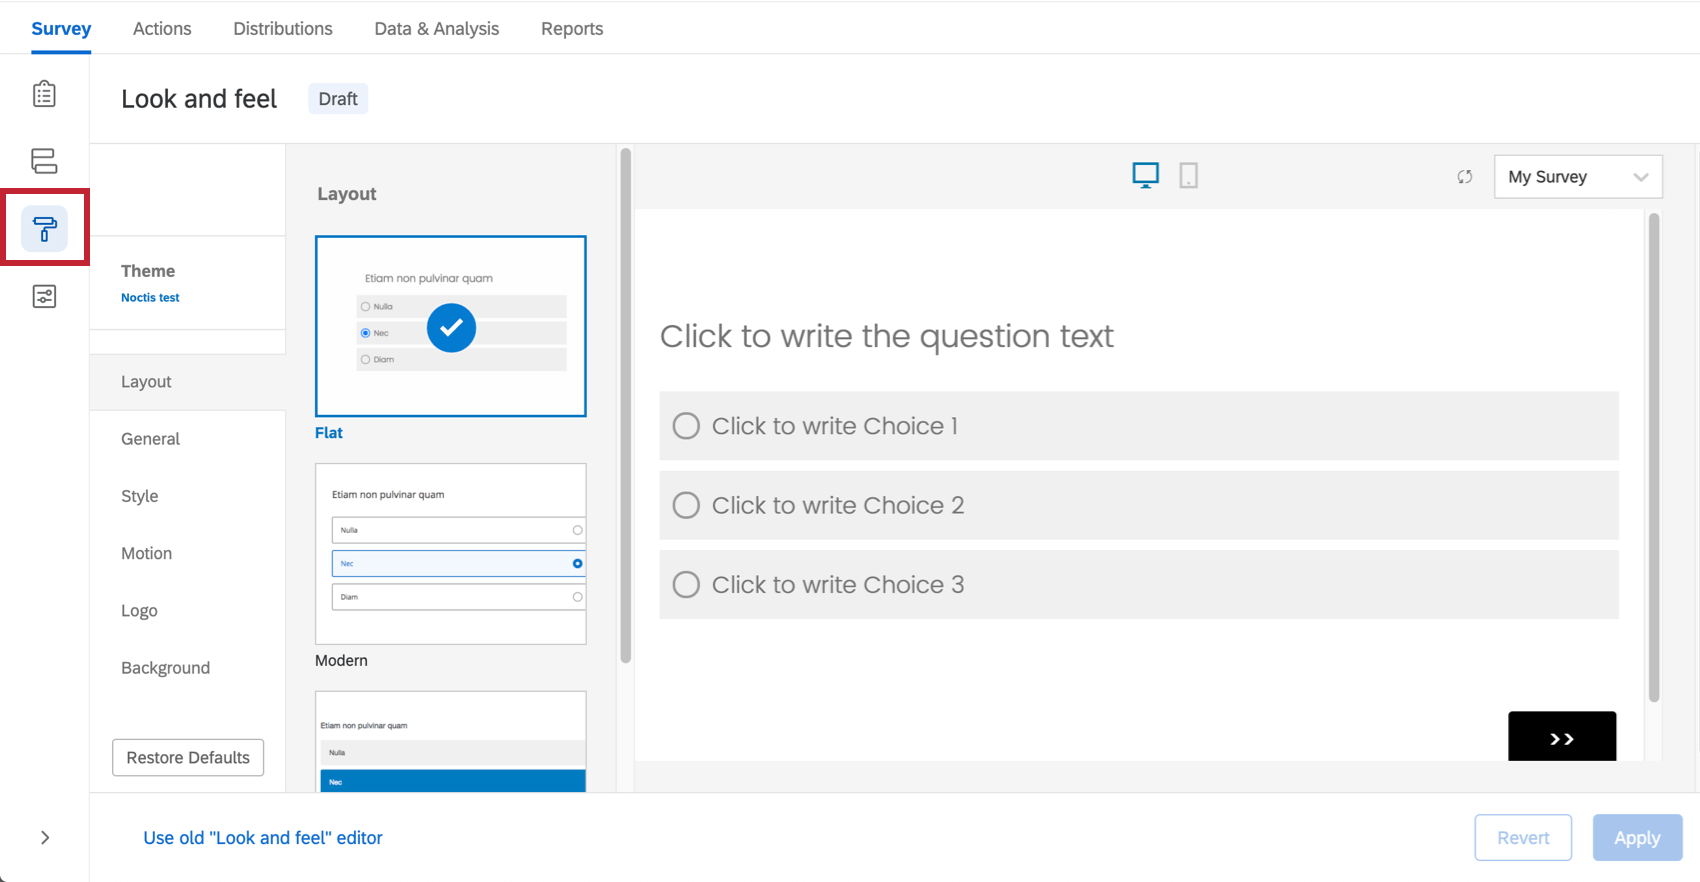 Survey Actions Distributions Data & Analysis Reports
Look and feel Draft
Theme
Noctis test
Layout
General
Style
Motion
Logo
Background
Restore Defaults
Layout
Etiam non pulvinar quam
Nulla
Nec
Diam
Flat
Etiam non pulvinar quam
Nulla
Nec
Diam
Modern
Etiam non pulvinar quam
Nulla
Nec
My Survey
Click to write the question text
Click to write Choice 1
Click to write Choice 2
Click to write Choice 3
>>
Use old "Look and feel" editor
Revert Apply